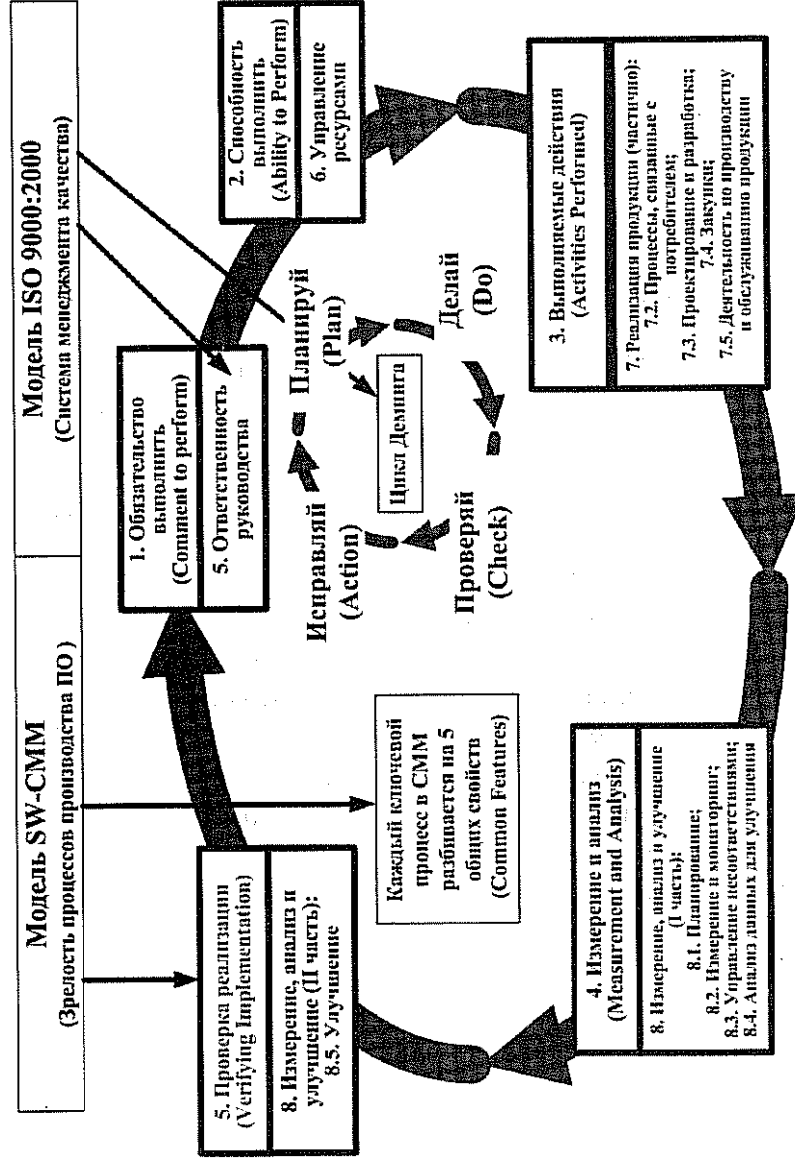 Модель SW-CMM
(Зрелость процессов производства ПО )
Модель ISO 9000:2000
(Система менеджмента качества)
1. Обязательство
выполнить
(Comment to perform)
5. Ответственность
руководства
2. Способность
выполнить
(Ability to Perform)
6. Управление
ресурсами
3. Выполняемые действия
(Activities Performed)
7. Реализация продукции (частично):
7.2. Процессы, связанные с
потребителем;
7.3. Проектирование и разработка;
7.4. Закупки;
7.5. Деятельность по производству
и обслуживанию продукции
4. Измерение и анализ
(Measurement and Analysis)
8. Измерение, анализ и улучшение
(I часть):
8.1. Планирование;
8.2. Измерение и мониторинг;
8.3. Управление несоответствиями;
8.4. Анализ данных для улучшения
5. Проверка реализации
(Verifying Implementation)
8. Измерение, анализ и
улучшение (II часть):
8.5. Улучшение
Каждый ключевой
процесс в СММ
разбивается на 5
общих свойств
(Common Features)
Планируй
(Plan)
Делай
(Do)
Проверяй
(Check)
Исправляй
(Action)
Цикл Деминга